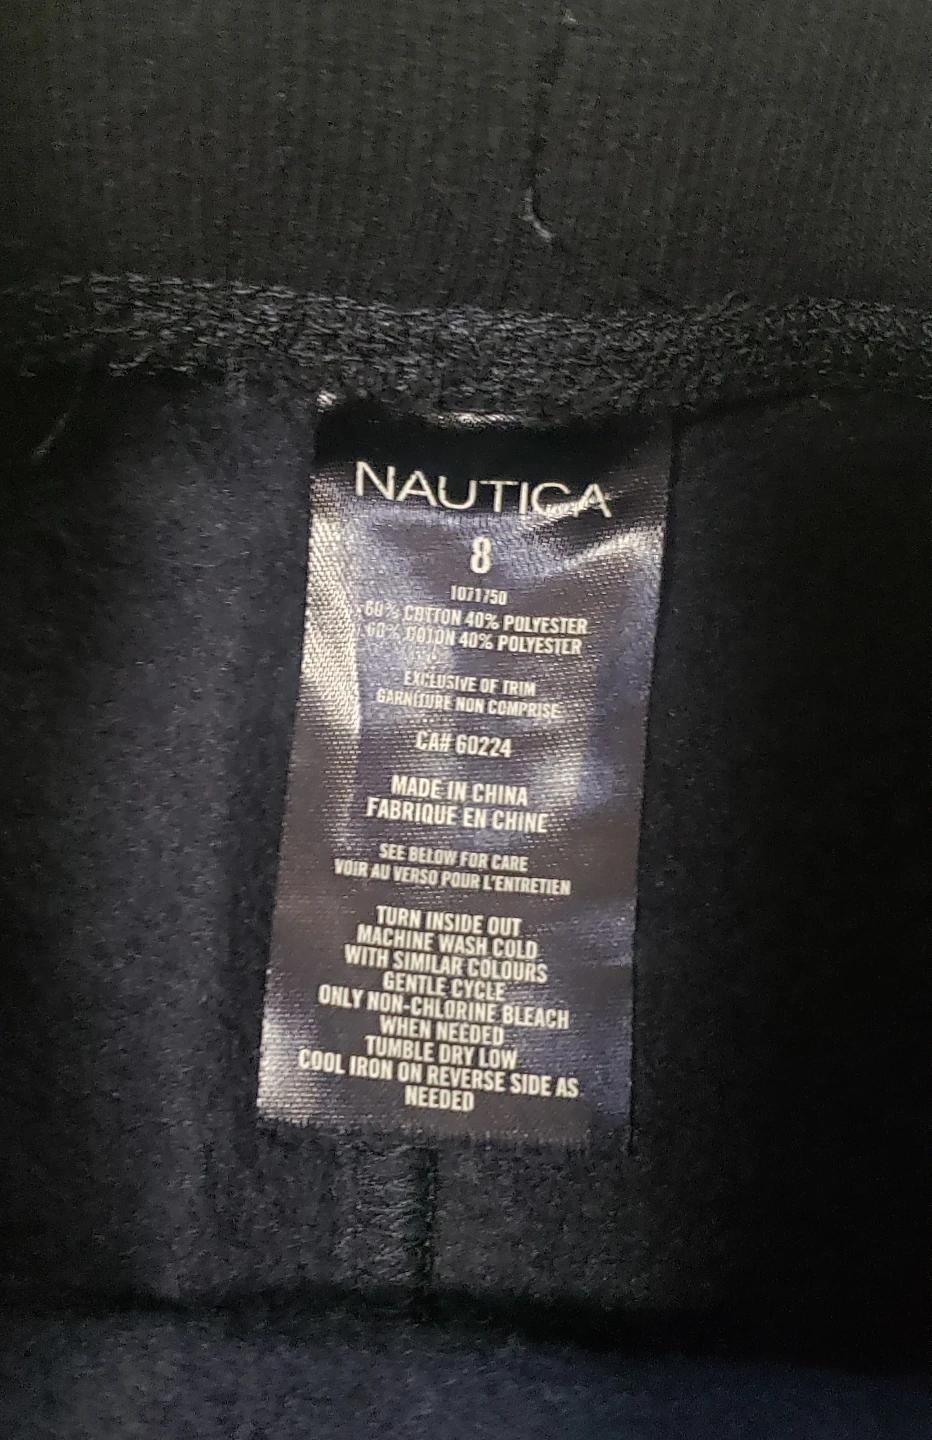 NAUTICA
8
1071750
60% COTTON 40% POLYESTER
60% COTON 40% POLYESTER
EXCLUSIVE OF TRIM
GARNITURE NON COMPRISE
CA# 60224
MADE IN CHINA
FABRIQUE EN CHINE
SEE BELOW FOR CARE
VOIR AU VERSO POUR L'ENTRETIEN
TURN INSIDE OUT
MACHINE WASH COLD
WITH SIMILAR COLOURS
GENTLE CYCLE
ONLY NON-CHLORINE BLEACH
WHEN NEEDED
TUMBLE DRY LOW
COOL IRON ON REVERSE SIDE AS
NEEDED